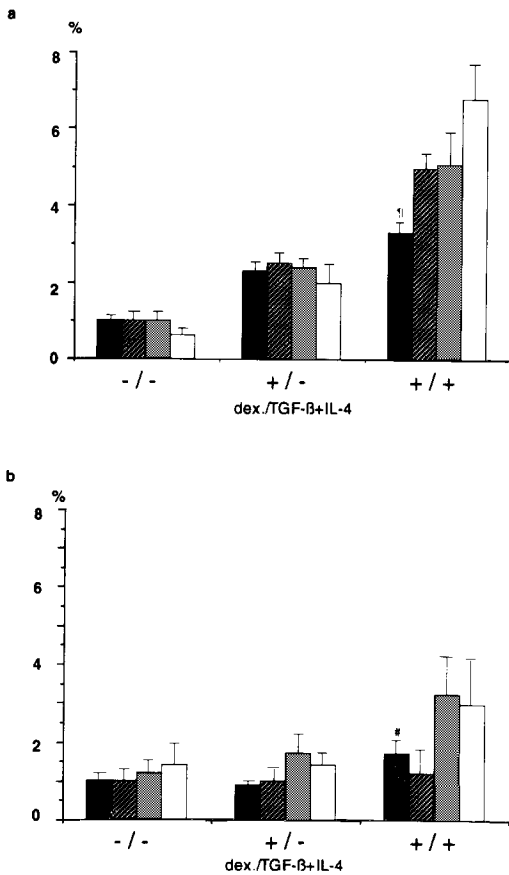 a
%
8
6
4
2
0
¶
- / -
+ / -
+ / +
dex./TGF-ß+IL-4
b
%
8
6
4
2
0
#
- / -
+ / -
+ / +
dex./TGF-ß+IL-4